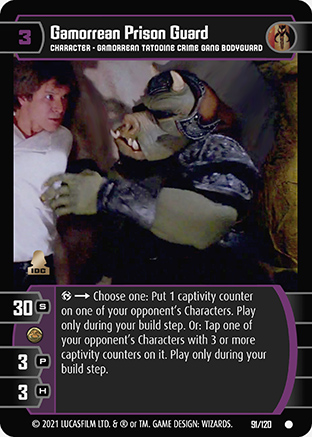 3
Gamorrean Prison Guard
CHARACTER - GAMORREAN TATOOINE CRIME GANG BODYGUARD
IDC
30 S
3 P
3 H
→ Choose one: Put 1 captivity counter
on one of your opponent's Characters. Play
only during your build step. Or: Tap one of
your opponent's Characters with 3 or more
captivity counters on it. Play only during your
build step.
© 2021 LUCASFILM LTD. & ® OR TM. GAME DESIGN: WIZARDS. 91/120